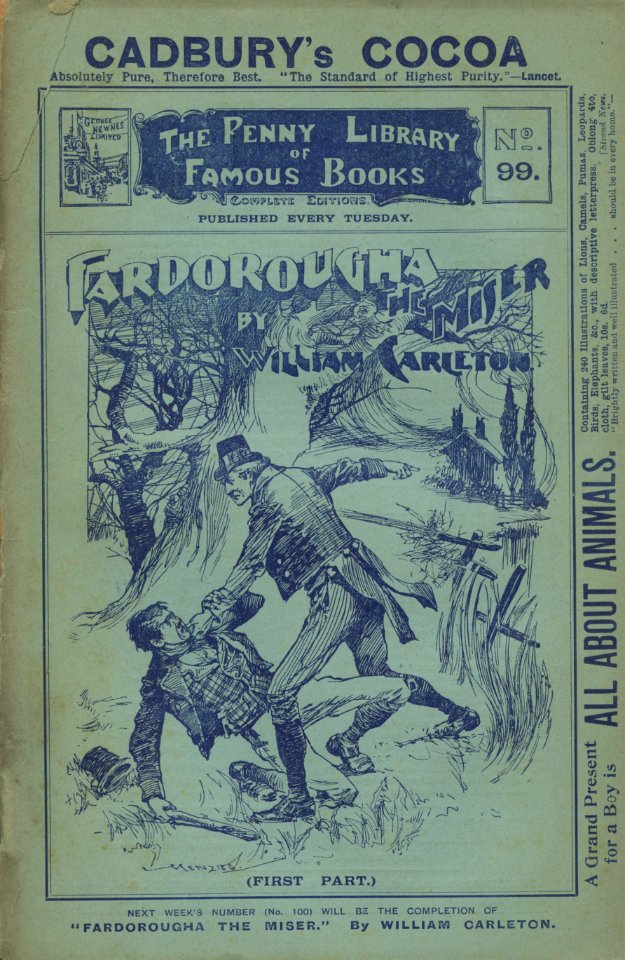 CADBURY's COCOA
Absolutely Pure, Therefore Best. "The Standard of Highest Purity."—Lancet.
GEORGE
NEWNES
LIMITED
THE PENNY LIBRARY
OF
FAMOUS BOOKS
COMPLETE EDITIONS.
PUBLISHED EVERY TUESDAY.
No.
99.
FARDOROUGHA
THE MISER
BY
WILLIAM CARLETON
MENZIES
(FIRST PART.)
NEXT WEEK'S NUMBER (No. 100) WILL BE THE COMPLETION OF
"FARDOROUGHA THE MISER." By WILLIAM CARLETON.
A Grand Present
for a Boy is
ALL ABOUT ANIMALS.
Containing 240 Illustrations of Lions, Camels, Pumas, Leopards,
Birds, Elephants, &c., with descriptive letterpress. Oblong 4to,
cloth, gilt leaves, 10s. 6d.
"Brightly written and well illustrated . . . . should be in every home."—
News.